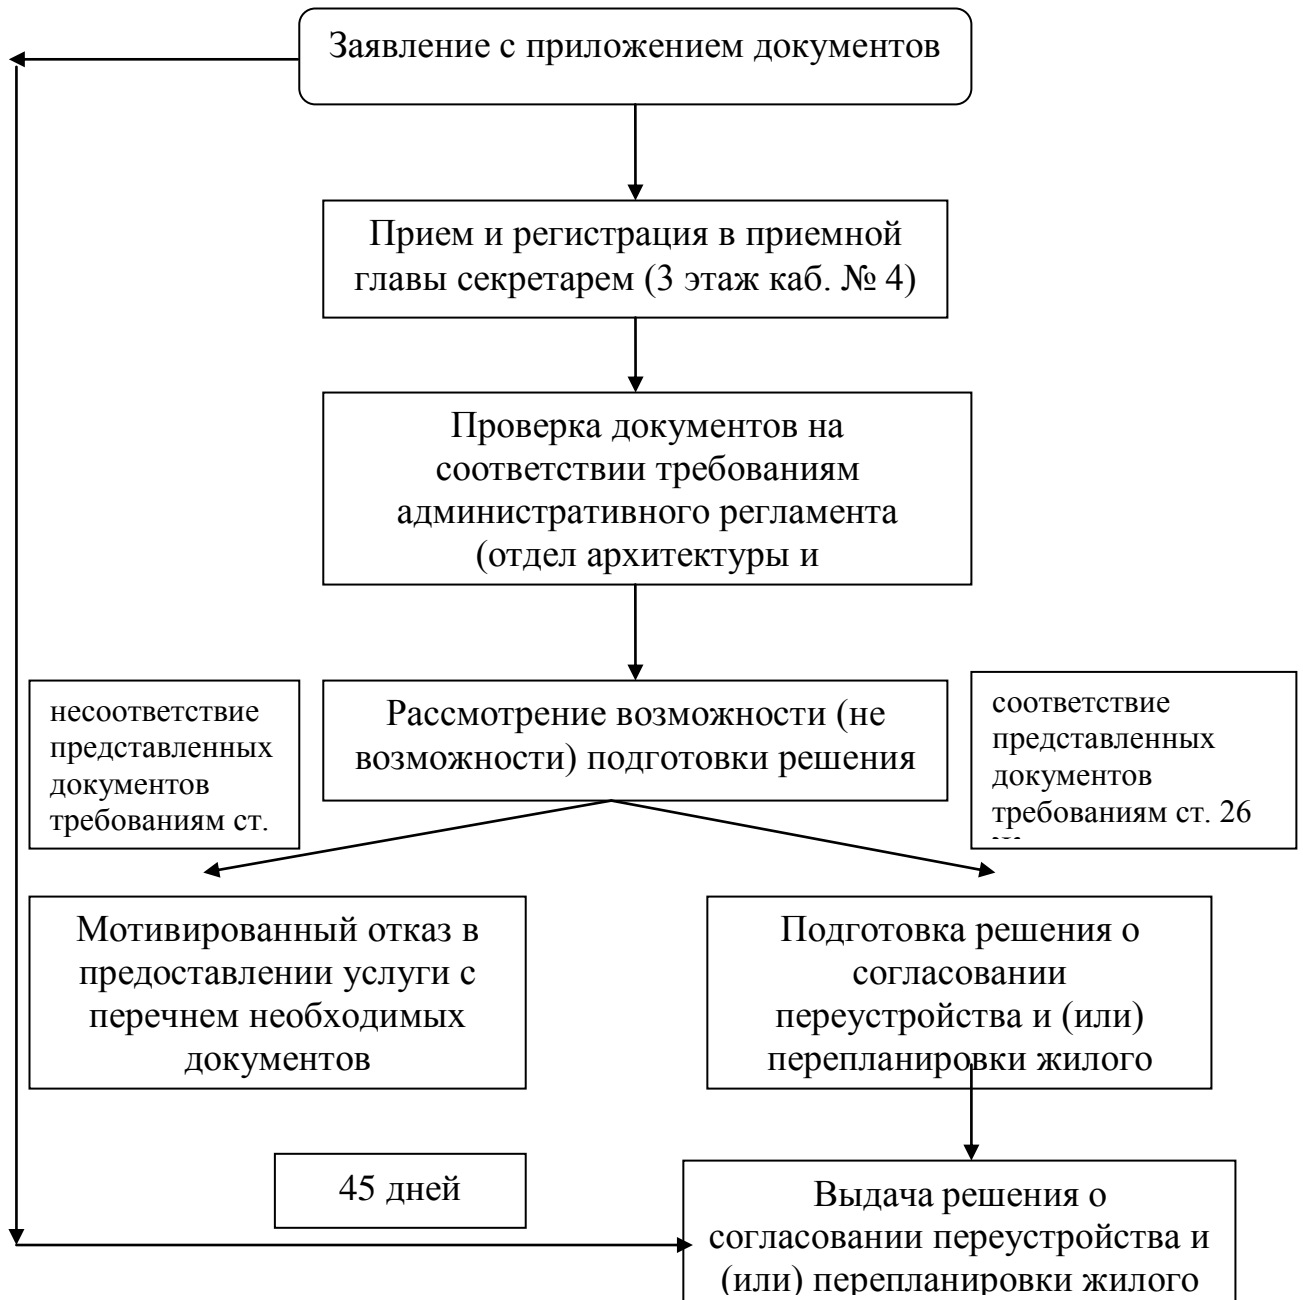 Заявление с приложением документов
Прием и регистрация в приемной
главы секретарем (3 этаж каб. № 4)
Проверка документов на
соответствии требованиям
административного регламента
(отдел архитектуры и
несоответствие
представленных
документов
требованиям ст.
Рассмотрение возможности (не
возможности) подготовки решения
соответствие
представленных
документов
требованиям ст. 26
Мотивированный отказ в
предоставлении услуги с
перечнем необходимых
документов
Подготовка решения о
согласовании
переустройства и (или)
перепланировки жилого
45 дней
Выдача решения о
согласовании переустройства и
(или) перепланировки жилого